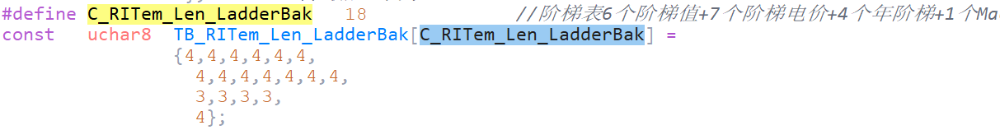 #define C_RITem_Len_LadderBak 18 //阶梯表6个阶梯值+7个阶梯电价+4个年阶梯+1个Ma
const uchar8 TB_RITem_Len_LadderBak[C_RITem_Len_LadderBak] =
{4,4,4,4,4,4,
4,4,4,4,4,4,4,
3,3,3,3,
4};